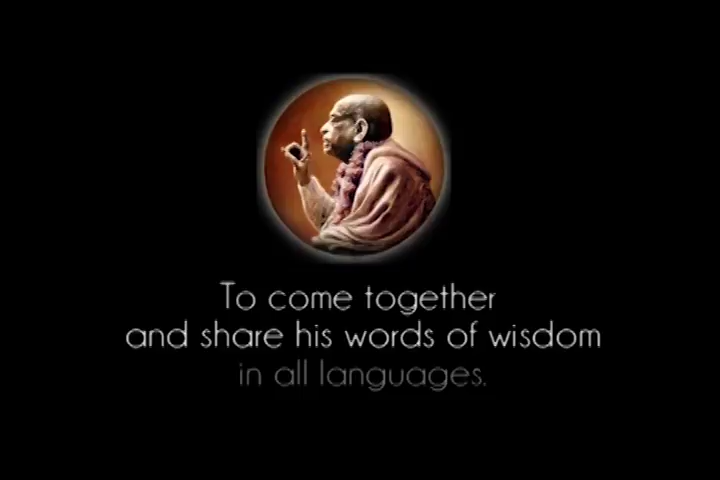 To come together
and share his words of wisdom
in all languages.